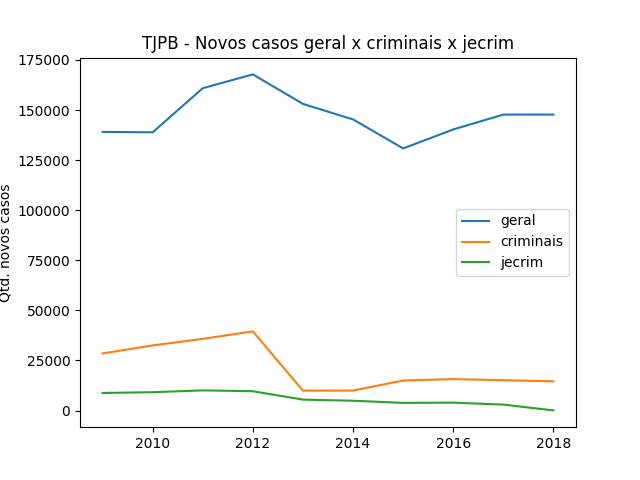 TJPB - Novos casos geral x criminais x jecrim
175000
150000
125000
100000
75000
50000
25000
0
Qtd. novos casos
geral
criminais
jecrim
2010
2012
2014
2016
2018